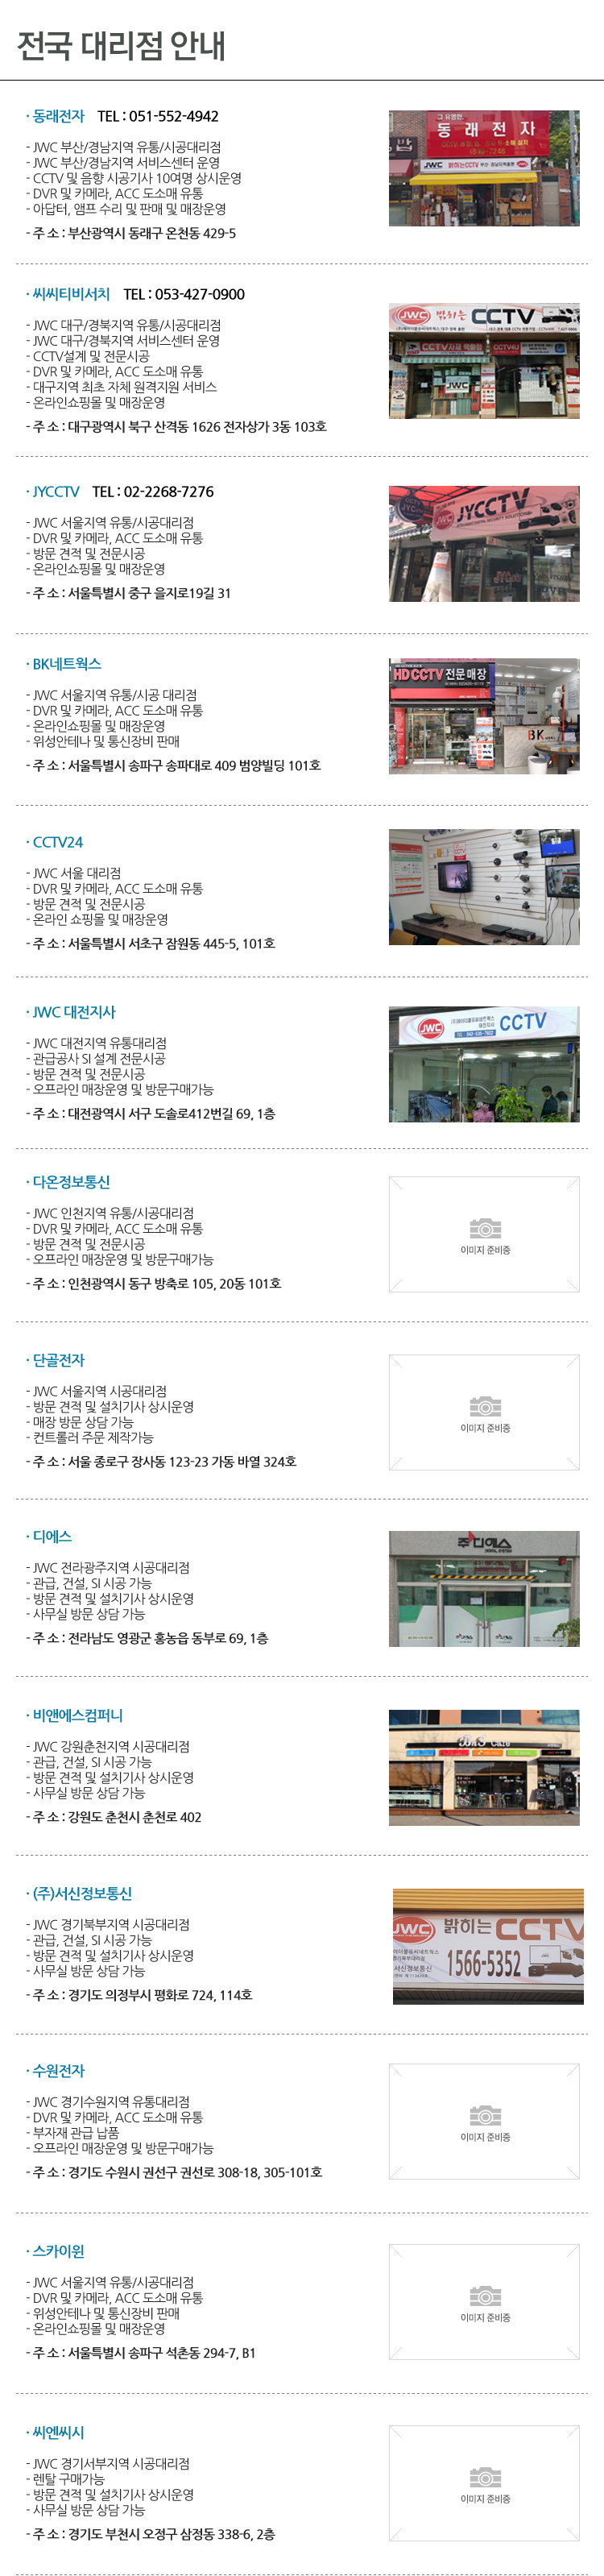 전국 대리점 안내
· 동래전자 TEL : 051-552-4942
- JWC 부산/경남지역 유통/시공대리점
- JWC 부산/경남지역 서비스센터 운영
- CCTV 및 음향 시공기사 10여명 상시운영
- DVR 및 카메라, ACC 도소매 유통
- 아답터, 앰프 수리 및 판매 및 매장운영
- 주 소 : 부산광역시 동래구 온천동 429-5
그 유명한.
동래전자
JWC 밝히는CCTV
· 씨씨티비서치 TEL : 053-427-0900
- JWC 대구/경북지역 유통/시공대리점
- JWC 대구/경북지역 서비스센터 운영
- CCTV설계 및 전문시공
- DVR 및 카메라, ACC 도소매 유통
- 대구지역 최초 자체 원격지원 서비스
- 온라인쇼핑몰 및 매장운영
- 주 소 : 대구광역시 북구 산격동 1626 전자상가 3동 103호
JWC 밝히는 CCTV
CCTV자재 백화점 CCTV4U
JWC
· JYCCTV TEL : 02-2268-7276
- JWC 서울지역 유통/시공대리점
- DVR 및 카메라, ACC 도소매 유통
- 방문 견적 및 전문시공
- 온라인쇼핑몰 및 매장운영
- 주 소 : 서울특별시 중구 을지로19길 31
JWC JYCCTV
· BK네트웍스
- JWC 서울지역 유통/시공 대리점
- DVR 및 카메라, ACC 도소매 유통
- 온라인쇼핑몰 및 매장운영
- 위성안테나 및 통신장비 판매
- 주 소 : 서울특별시 송파구 송파대로 409 범양빌딩 101호
HD CCTV 전문매장
BK
· CCTV24
- JWC 서울 대리점
- DVR 및 카메라, ACC 도소매 유통
- 방문 견적 및 전문시공
- 온라인 쇼핑몰 및 매장운영
- 주 소 : 서울특별시 서초구 잠원동 445-5, 101호
CCTV
· JWC 대전지사
- JWC 대전지역 유통대리점
- 관급공사 SI 설계 전문시공
- 방문 견적 및 전문시공
- 오프라인 매장운영 및 방문구매가능
- 주 소 : 대전광역시 서구 도솔로412번길 69, 1층
JWC 대전지사 CCTV
· 다온정보통신
- JWC 인천지역 유통/시공대리점
- DVR 및 카메라, ACC 도소매 유통
- 방문 견적 및 전문시공
- 오프라인 매장운영 및 방문구매가능
- 주 소 : 인천광역시 동구 방축로 105, 20동 101호
이미지 준비중
· 단골전자
- JWC 서울지역 시공대리점
- 방문 견적 및 설치기사 상시운영
- 매장 방문 상담 가능
- 컨트롤러 주문 제작가능
- 주 소 : 서울 종로구 장사동 123-23 가동 바열 324호
이미지 준비중
· 디에스
- JWC 전라광주지역 시공대리점
- 관급, 건설, SI 시공 가능
- 방문 견적 및 설치기사 상시운영
- 사무실 방문 상담 가능
- 주 소 : 전라남도 영광군 홍농읍 동부로 69, 1층
주)디에스
· 비앤에스컴퍼니
- JWC 강원춘천지역 시공대리점
- 관급, 건설, SI 시공 가능
- 방문 견적 및 설치기사 상시운영
- 사무실 방문 상담 가능
- 주 소 : 강원도 춘천시 춘천로 402
· (주)서신정보통신
- JWC 경기북부지역 시공대리점
- 관급, 건설, SI 시공 가능
- 방문 견적 및 설치기사 상시운영
- 사무실 방문 상담 가능
- 주 소 : 경기도 의정부시 평화로 724, 114호
JWC 밝히는 CCTV
1566-5352
서신정보통신
· 수원전자
- JWC 경기수원지역 유통대리점
- DVR 및 카메라, ACC 도소매 유통
- 부자재 관급 납품
- 오프라인 매장운영 및 방문구매가능
- 주 소 : 경기도 수원시 권선구 권선로 308-18, 305-101호
이미지 준비중
· 스카이윈
- JWC 서울지역 유통/시공대리점
- DVR 및 카메라, ACC 도소매 유통
- 위성안테나 및 통신장비 판매
- 온라인쇼핑몰 및 매장운영
- 주 소 : 서울특별시 송파구 석촌동 294-7, B1
이미지 준비중
· 씨엔씨시
- JWC 경기서부지역 시공대리점
- 렌탈 구매가능
- 방문 견적 및 설치기사 상시운영
- 사무실 방문 상담 가능
- 주 소 : 경기도 부천시 오정구 삼정동 338-6, 2층
이미지 준비중